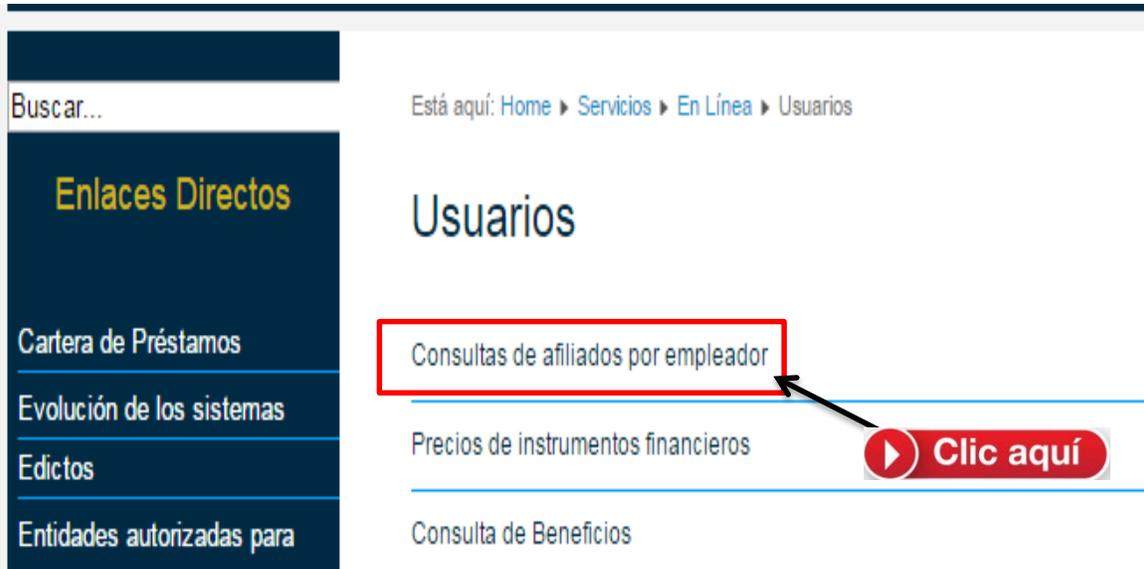 Buscar...
Enlaces Directos
Cartera de Préstamos
Evolución de los sistemas
Edictos
Entidades autorizadas para
Está aquí: Home ▸ Servicios ▸ En Línea ▸ Usuarios
Usuarios
Consultas de afiliados por empleador
Precios de instrumentos financieros
Clic aquí
Consulta de Beneficios